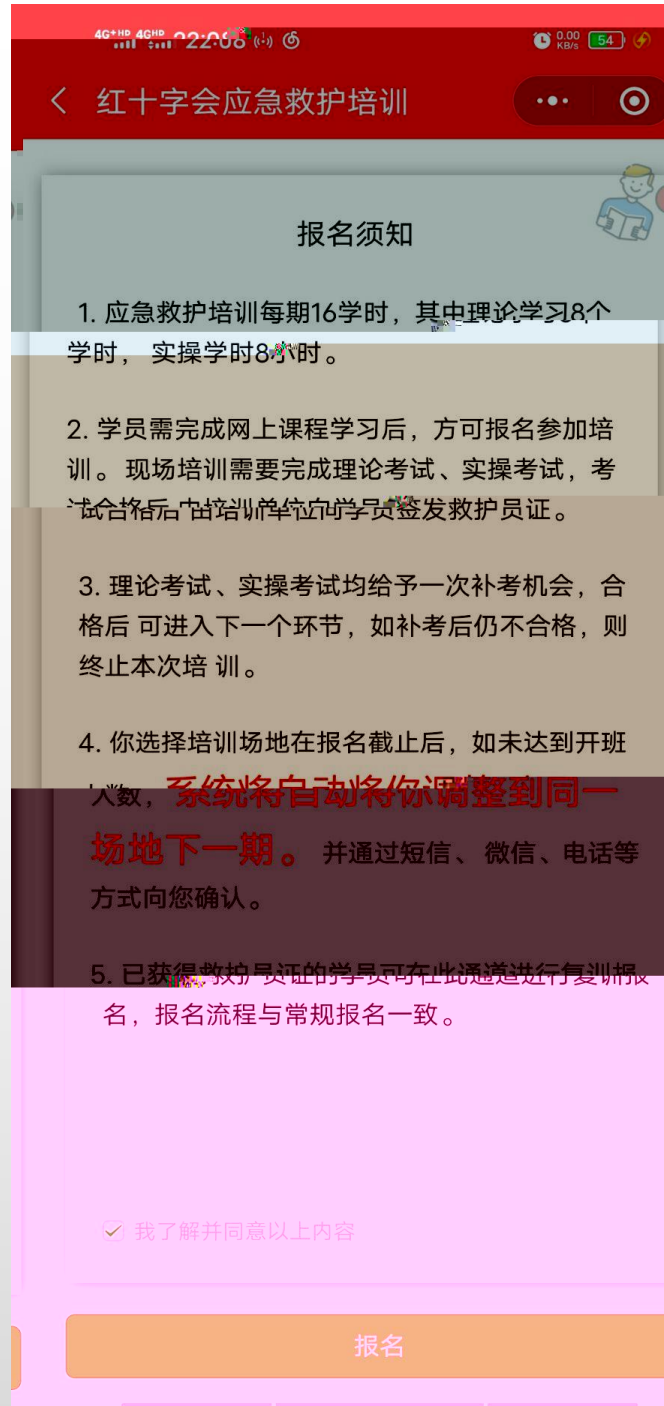 4G+HD 4GHD 22:08 0.00 KB/s 54
红十字会应急救护培训
报名须知
1. 应急救护培训每期16学时，其中理论学习8个
学时， 实操学时8小时。
2. 学员需完成网上课程学习后，方可报名参加培
训。 现场培训需要完成理论考试、实操考试，考
试合格后 由培训单位向学员签发救护员证。
3. 理论考试、实操考试均给予一次补考机会，合
格后 可进入下一个环节，如补考后仍不合格，则
终止本次培 训。
4. 你选择培训场地在报名截止后，如未达到开班
人数，系统将自动将你调整到同一
场地下一期。 并通过短信、 微信、电话等
方式向您确认。
5. 已获得救护员证的学员可在此通道进行复训报
名，报名流程与常规报名一致。
我了解并同意以上内容
报名